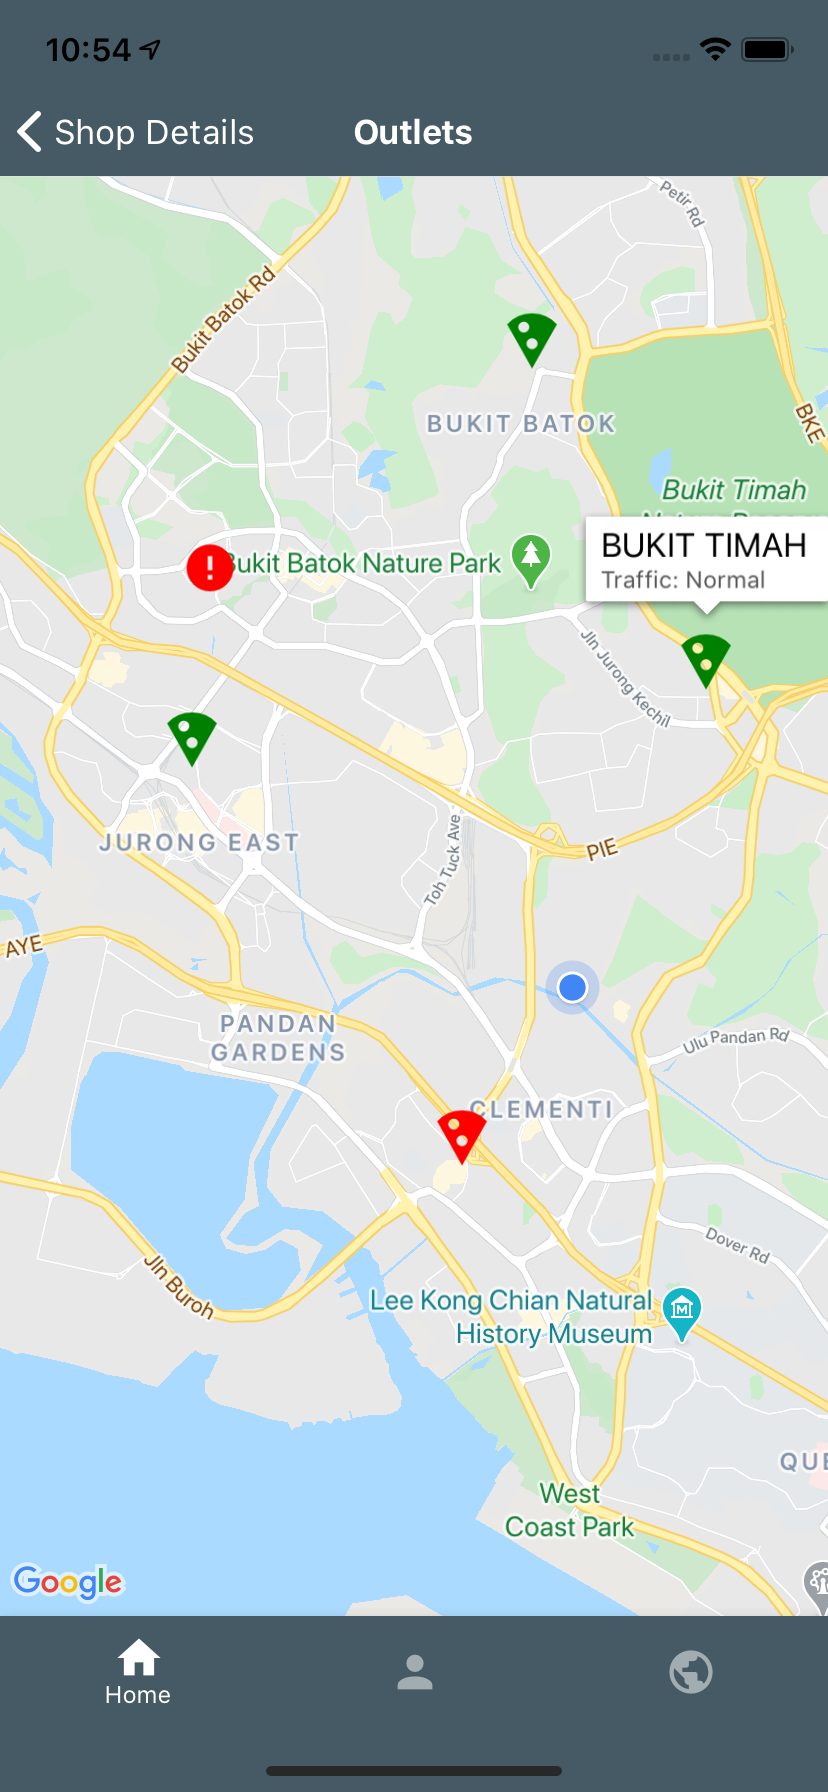 10:54
Shop Details
Outlets
Petir Rd
Bukit Batok Rd
BUKIT BATOK
BKE
Bukit Timah
BUKIT TIMAH
Traffic: Normal
Bukit Batok Nature Park
Jln Jurong Kechil
JURONG EAST
Toh Tuck Ave
PIE
AYE
PANDAN
GARDENS
Ulu Pandan Rd
CLEMENTI
Dover Rd
Jln Buroh
Lee Kong Chian Natural
History Museum
M
QUE
West
Coast Park
Google
Home